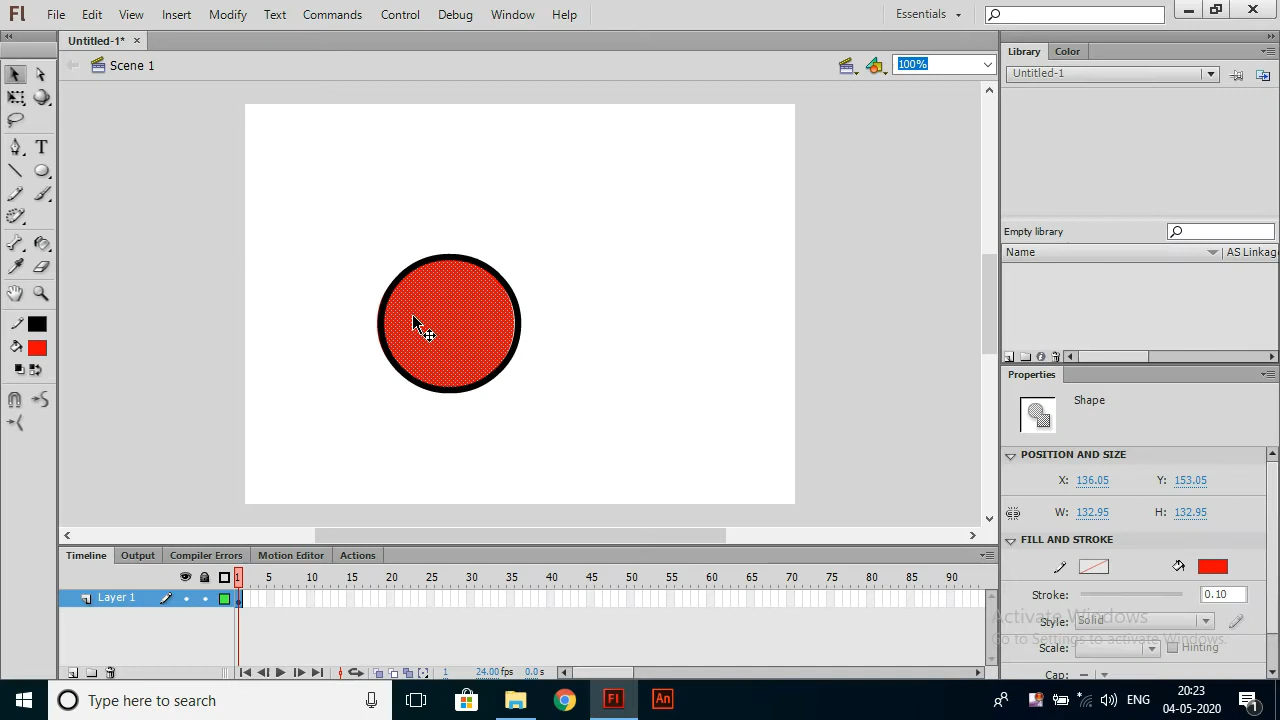 Fl File Edit View Insert Modify Text Commands Control Debug Window Help Essentials
Untitled-1* × Library Color
Scene 1 100% Untitled-1
T
Empty library
Name AS Linkag
Properties
Shape
POSITION AND SIZE
X: 136.05 Y: 153.05
W: 132.95 H: 132.95
FILL AND STROKE
Stroke: 0.10
Style: Solid
Scale: Hinting
Cap:
Activate Windows
Go to Settings to activate Windows.
Timeline Output Compiler Errors Motion Editor Actions
1 5 10 15 20 25 30 35 40 45 50 55 60 65 70 75 80 85 90
Layer 1
1 24.00 fps 0.0 s
Type here to search Fl An ENG 20:23
04-05-2020 1